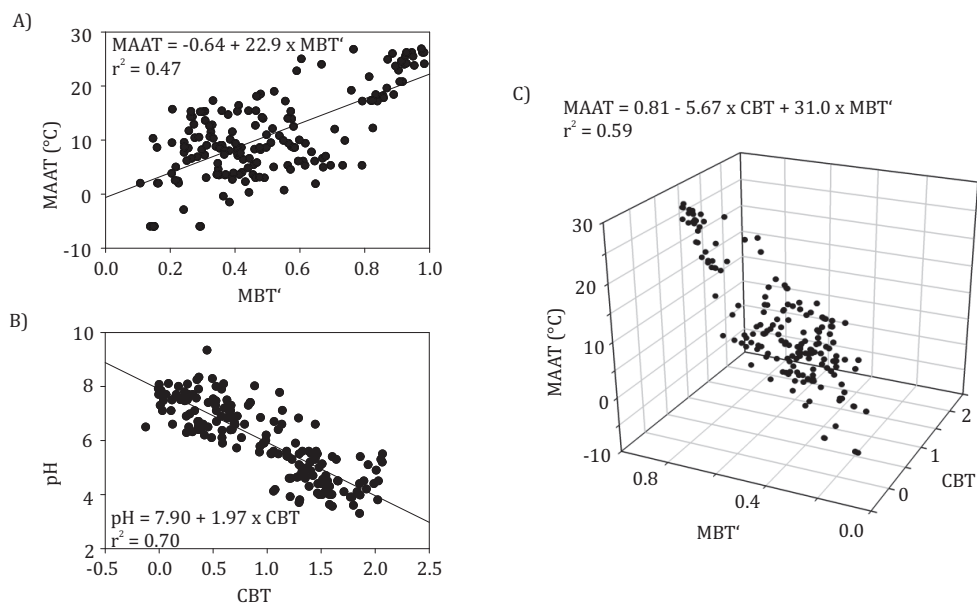 A)
MAAT = -0.64 + 22.9 x MBT‘
r² = 0.47
30
20
10
0
-10
MAAT (°C)
0.0 0.2 0.4 0.6 0.8 1.0
MBT‘
B)
10
8
6
4
2
pH
pH = 7.90 + 1.97 x CBT
r² = 0.70
-0.5 0.0 0.5 1.0 1.5 2.0 2.5
CBT
C)
MAAT = 0.81 - 5.67 x CBT + 31.0 x MBT‘
r² = 0.59
30
20
10
0
-10
MAAT (°C)
0.8 0.4 0.0
MBT‘
0 1 2
CBT